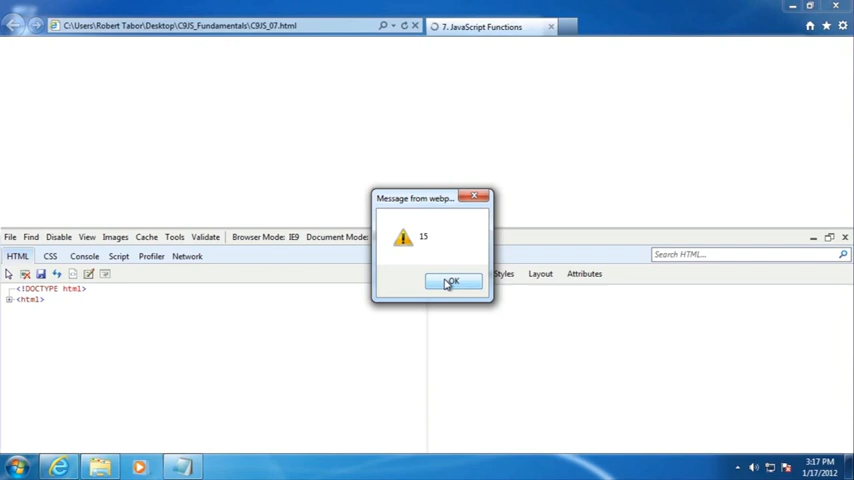 C:\Users\Robert Tabor\Desktop\C9JS_Fundamentals\C9JS_07.html
7. JavaScript Functions
Message from webp...
15
OK
File Find Disable View Images Cache Tools Validate Browser Mode: IE9 Document Mode:
HTML CSS Console Script Profiler Network
Search HTML...
Styles Layout Attributes
<!DOCTYPE html>
<html>
3:17 PM
1/17/2012